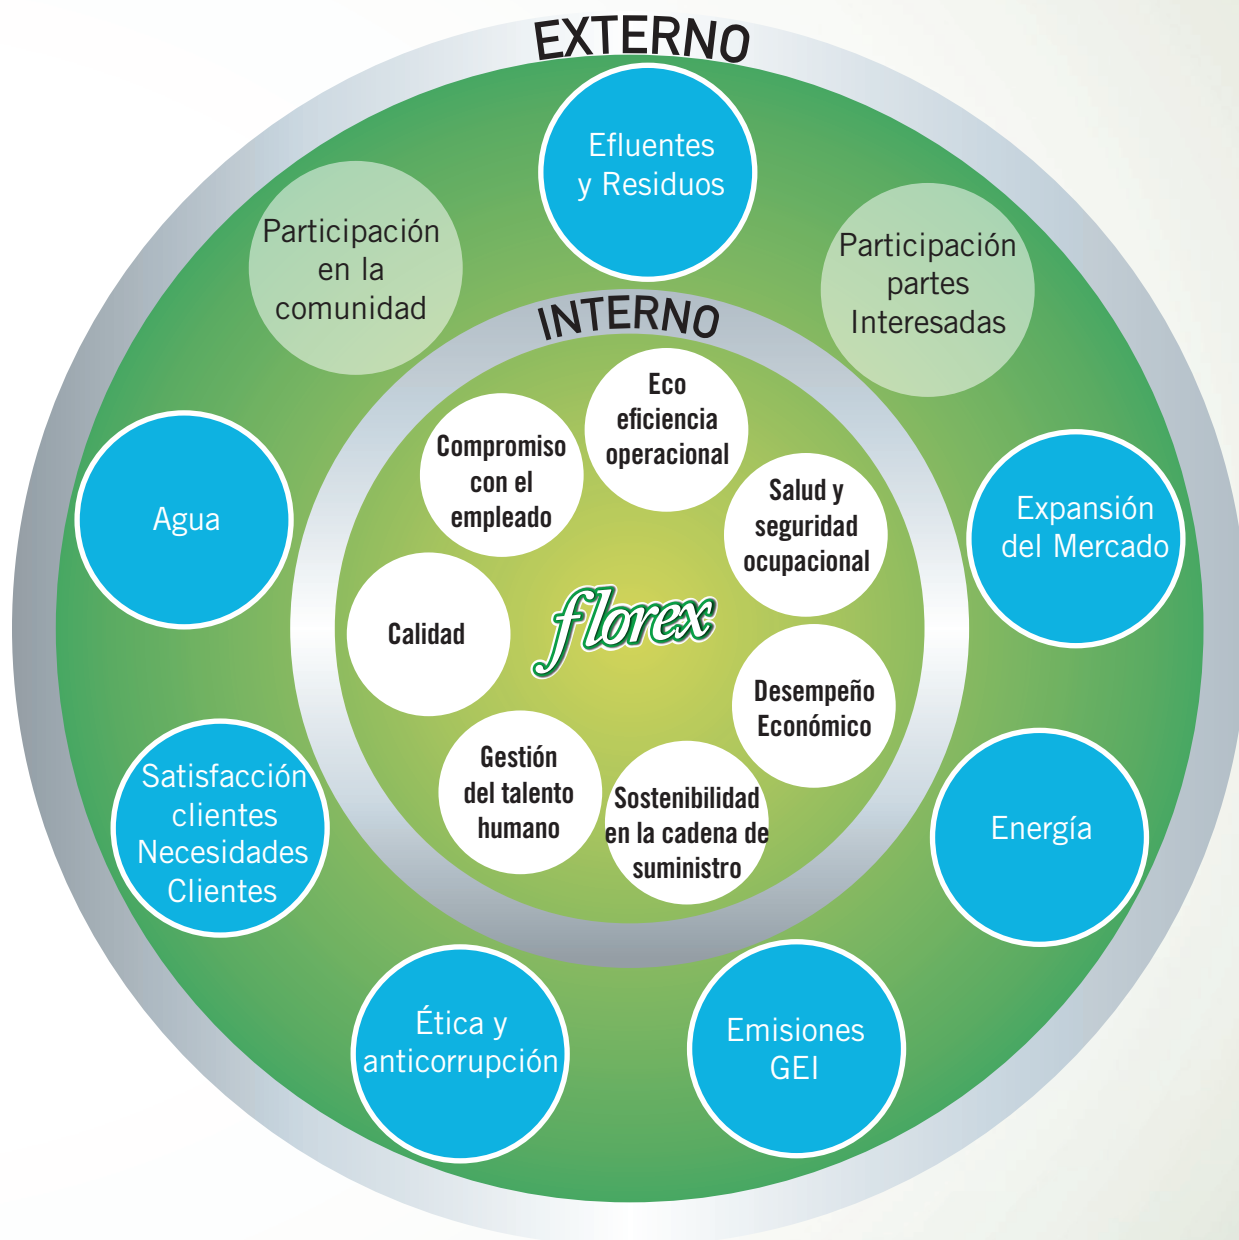 EXTERNO
Efluentes
y Residuos
Participación
en la
comunidad
Participación
partes
Interesadas
INTERNO
Eco
eficiencia
operacional
Compromiso
con el
empleado
Salud y
seguridad
ocupacional
Agua
Expansión
del Mercado
Calidad
florex
Desempeño
Económico
Satisfacción
clientes
Necesidades
Clientes
Gestión
del talento
humano
Sostenibilidad
en la cadena de
suministro
Energía
Ética y
anticorrupción
Emisiones
GEI